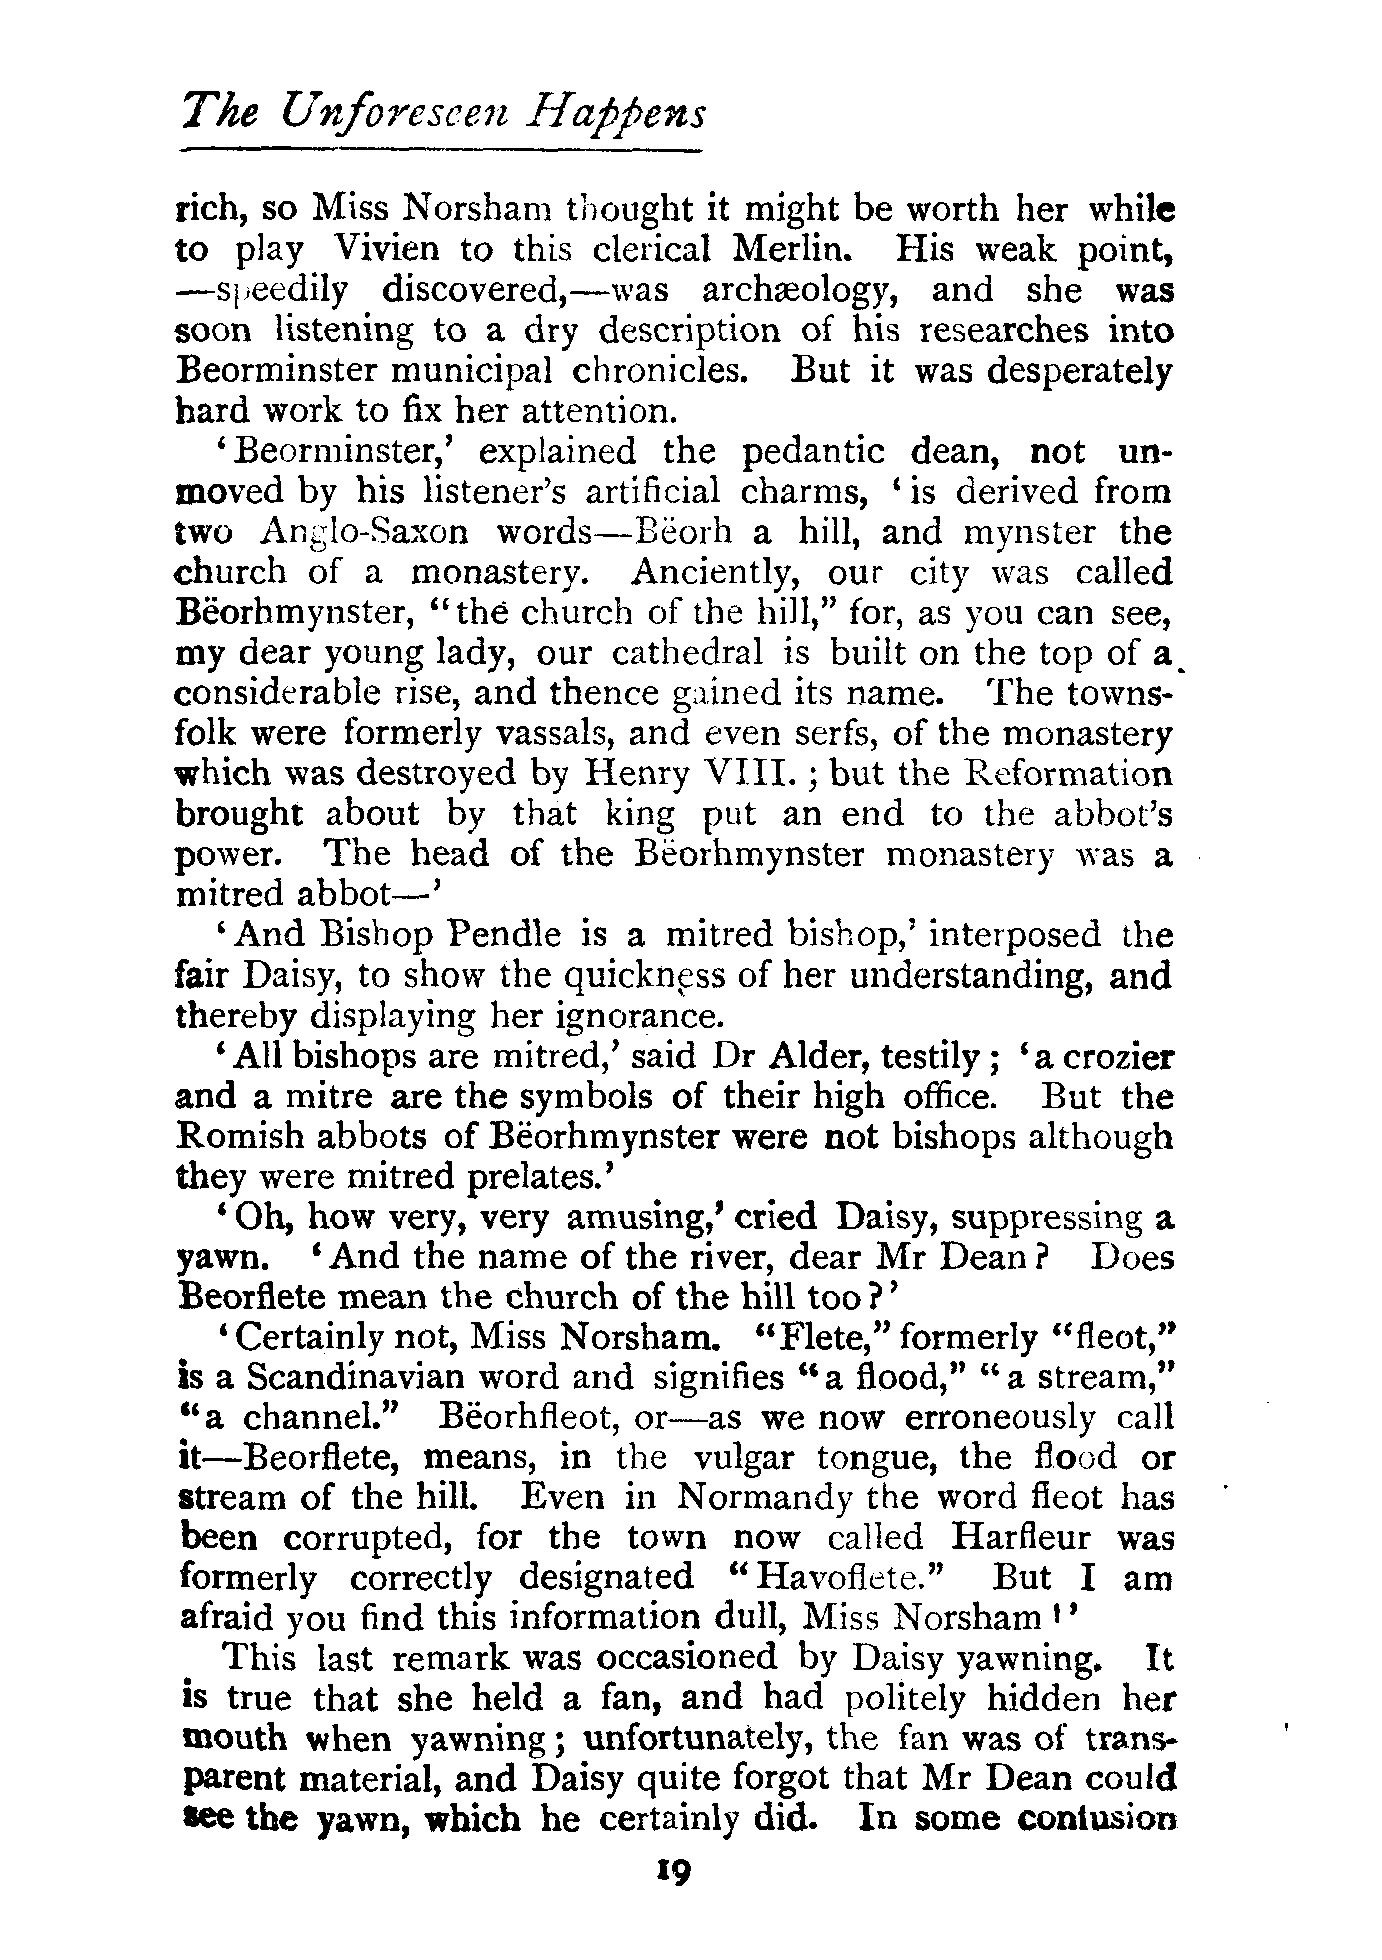 The Unforeseen Happens
rich, so Miss Norsham thought it might be worth her while
to play Vivien to this clerical Merlin. His weak point,
—speedily discovered,—was archæology, and she was
soon listening to a dry description of his researches into
Beorminster municipal chronicles. But it was desperately
hard work to fix her attention.
‘Beorminster,’ explained the pedantic dean, not un-
moved by his listener’s artificial charms, ‘is derived from
two Anglo-Saxon words—Bëorh a hill, and mynster the
church of a monastery. Anciently, our city was called
Bëorhmynster, “the church of the hill,” for, as you can see,
my dear young lady, our cathedral is built on the top of a
considerable rise, and thence gained its name. The towns-
folk were formerly vassals, and even serfs, of the monastery
which was destroyed by Henry VIII.; but the Reformation
brought about by that king put an end to the abbot’s
power. The head of the Bëorhmynster monastery was a
mitred abbot—’
‘And Bishop Pendle is a mitred bishop,’ interposed the
fair Daisy, to show the quickness of her understanding, and
thereby displaying her ignorance.
‘All bishops are mitred,’ said Dr Alder, testily; ‘a crozier
and a mitre are the symbols of their high office. But the
Romish abbots of Bëorhmynster were not bishops although
they were mitred prelates.’
‘Oh, how very, very amusing,’ cried Daisy, suppressing a
yawn. ‘And the name of the river, dear Mr Dean? Does
Beorflete mean the church of the hill too?’
‘Certainly not, Miss Norsham. “Flete,” formerly “fleot,”
is a Scandinavian word and signifies “a flood,” “a stream,”
“a channel.” Bëorhfleot, or—as we now erroneously call
it—Beorflete, means, in the vulgar tongue, the flood or
stream of the hill. Even in Normandy the word fleot has
been corrupted, for the town now called Harfleur was
formerly correctly designated “Havoflete.” But I am
afraid you find this information dull, Miss Norsham!’
This last remark was occasioned by Daisy yawning. It
is true that she held a fan, and had politely hidden her
mouth when yawning; unfortunately, the fan was of trans-
parent material, and Daisy quite forgot that Mr Dean could
see the yawn, which he certainly did. In some confusion
19